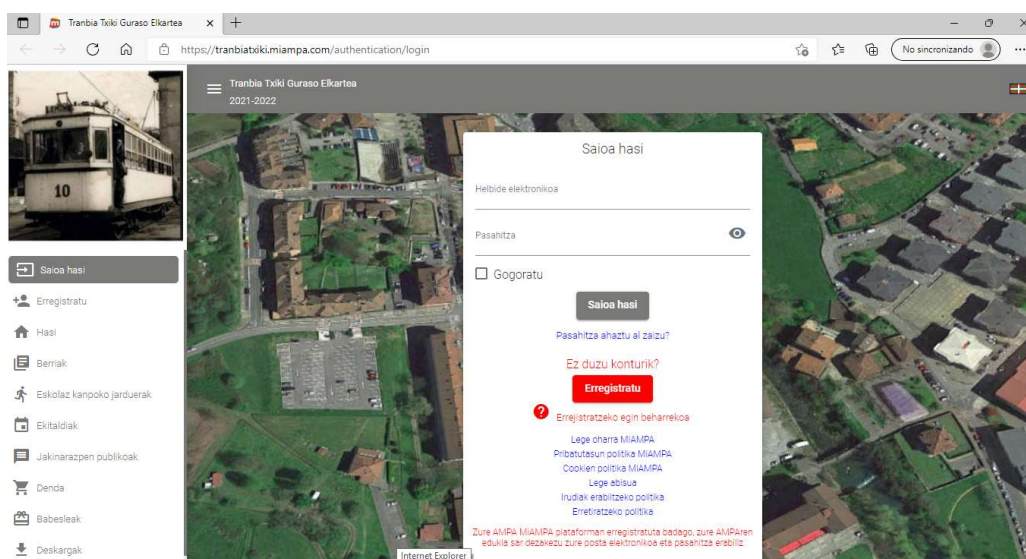 Tranbia Txiki Guraso Elkartea
https://tranbiatxiki.miampa.com/authentication/login
No sincronizando
Tranbia Txiki Guraso Elkartea
2021-2022
10
Saioa hasi
Erregistratu
Hasi
Berriak
Eskolaz kanpoko jarduerak
Ekitaldiak
Jakinarazpen publikoak
Denda
Babesleak
Deskargak
Saioa hasi
Helbide elektronikoa
Pasahitza
Gogoratu
Saioa hasi
Pasahitza ahaztu al zaizu?
Ez duzu konturik?
Erregistratu
Errejistratzeko egin beharrekoa
Lege oharra MiAMPA
Pribatutasun politika MiAMPA
Cookien politika MiAMPA
Lege abisua
Irudiak erabiltzeko politika
Erretiratzeko politika
Zure AMPA MiAMPA plataforman erregistratuta badago, zure AMPAren
edukia sar dezakezu zure posta elektronikoa eta pasahitza erabiliz
Internet Explorer